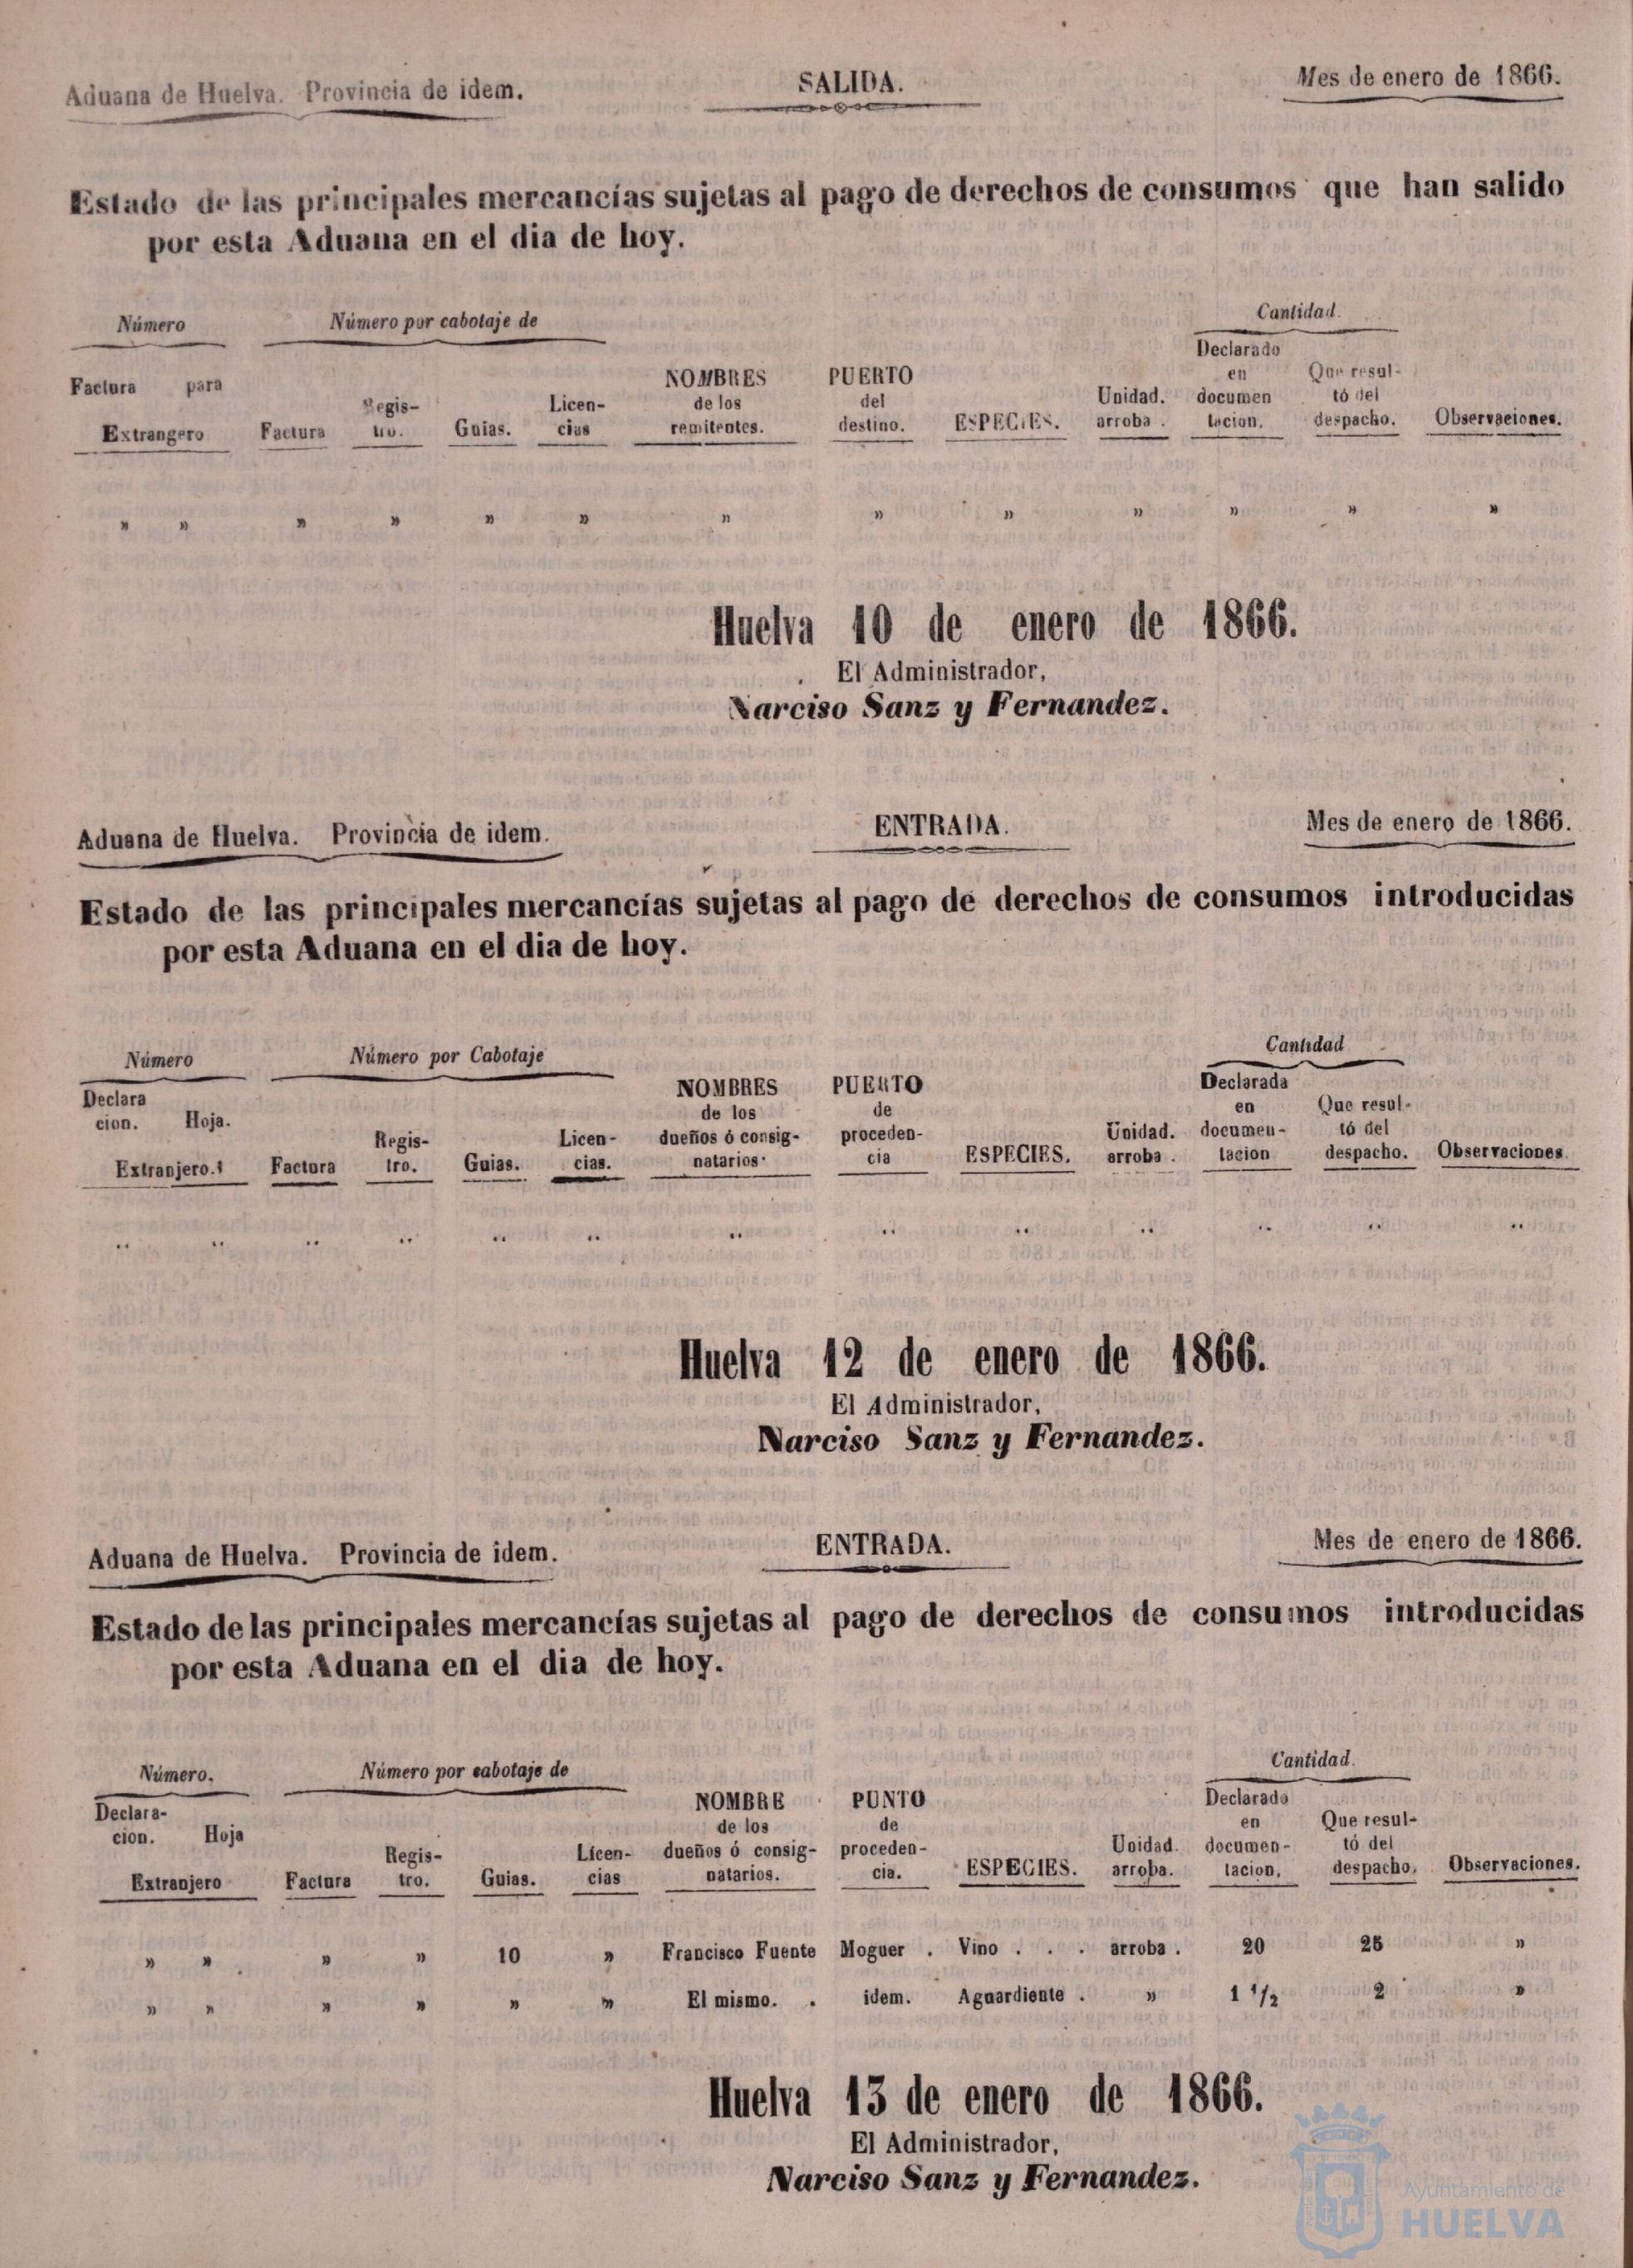 Aduana de Huelva. Provincia de idem.
SALIDA.
Mes de enero de 1866.
Estado de las principales mercancías sujetas al pago de derechos de consumos que han salido
por esta Aduana en el dia de hoy.
Número
Número por cabotaje de
Cantidad.
Factura para
Extrangero
Factura
Regis-
tro.
Guias.
Licen-
cias
NOMBRES
de los
remitentes.
PUERTO
del
destino.
ESPECIES.
Unidad.
arroba .
Declarado
en
documen
tacion.
Que resul-
tó del
despacho.
Observaciones.
» » » » » » » » » » » » »
Huelva 10 de enero de 1866.
El Administrador,
Narciso Sanz y Fernandez.
Aduana de Huelva. Provincia de idem.
ENTRADA.
Mes de enero de 1866.
Estado de las principales mercancías sujetas al pago de derechos de consumos introducidas
por esta Aduana en el dia de hoy.
Número
Número por Cabotaje
Cantidad
Declara
cion. Hoja.
Extranjero.1
Factura
Regis-
tro.
Guias.
Licen-
cias.
NOMBRES
de los
dueños ó consig-
natarios.
PUERTO
de
proceden-
cia
ESPECIES.
Unidad.
arroba .
Declarada
en
documen-
tacion
Que resul-
tó del
despacho.
Observaciones.
.. .. .. .. .. .. .. .. .. .. .. .. ..
Huelva 12 de enero de 1866.
El Administrador,
Narciso Sanz y Fernandez.
Aduana de Huelva. Provincia de idem.
ENTRADA.
Mes de enero de 1866.
Estado de las principales mercancías sujetas al pago de derechos de consumos introducidas
por esta Aduana en el dia de hoy.
Número.
Número por cabotaje de
Cantidad.
Declara-
cion. Hoja
Extranjero
Factura
Regis-
tro.
Guias.
Licen-
cias
NOMBRE
de los
dueños ó consig-
natarios.
PUNTO
de
proceden-
cia.
ESPECIES.
Unidad.
arroba.
Declarado
en
documen-
tacion.
Que resul-
tó del
despacho.
Observaciones.
» » » » 10 » Francisco Fuente Moguer . Vino . . . arroba . 20 25 »
» » » » » » El mismo. . idem. Aguardiente . » 1 1/2 2 »
Huelva 13 de enero de 1866.
El Administrador,
Narciso Sanz y Fernandez.
Ayuntamiento de
HUELVA